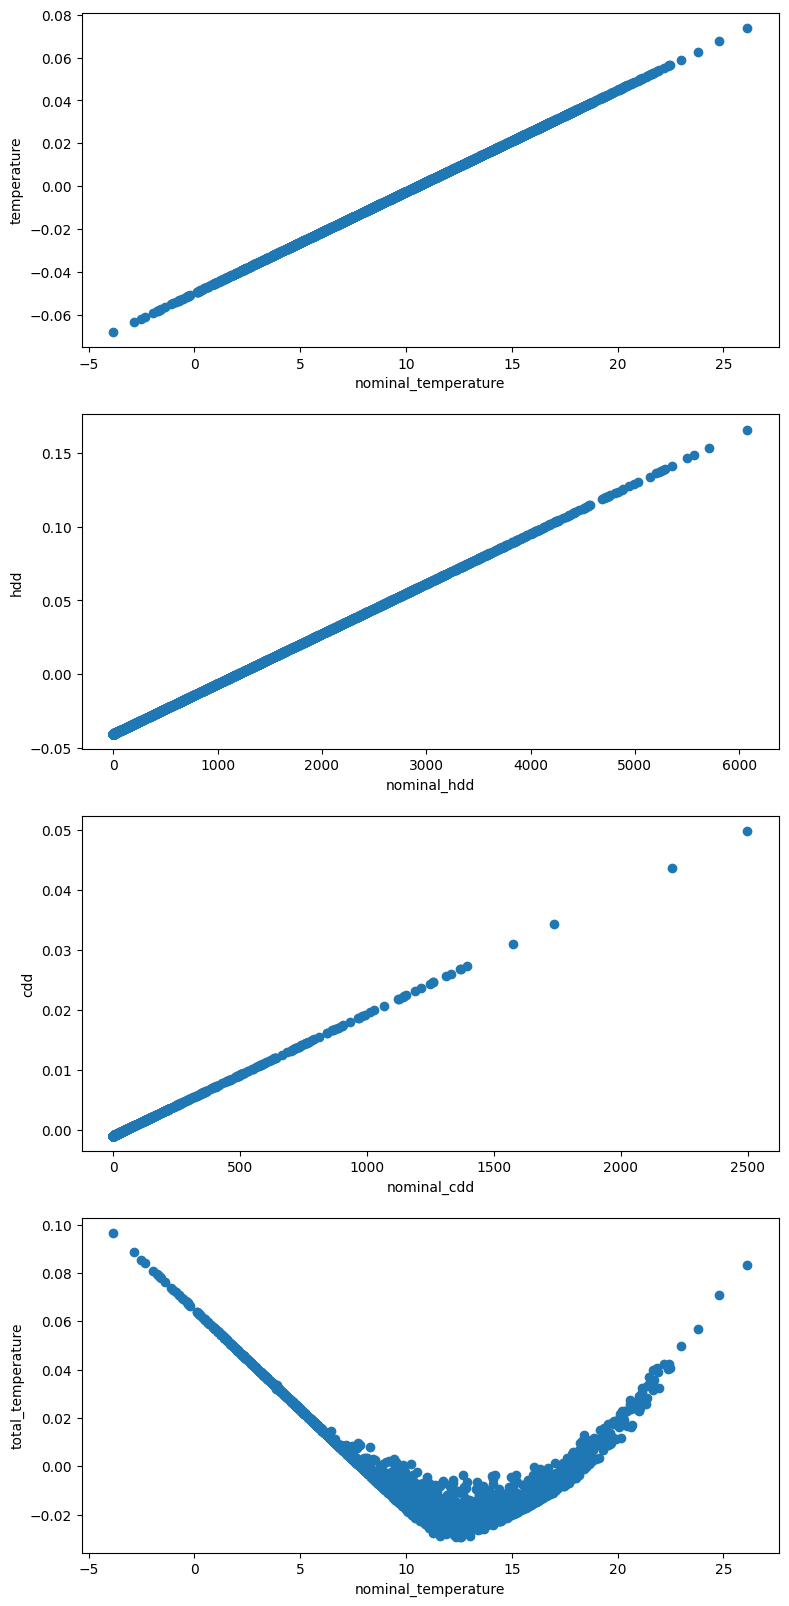 0.08
0.06
0.04
0.02
0.00
−0.02
−0.04
−0.06
temperature
−5 0 5 10 15 20 25
nominal_temperature
0.15
0.10
0.05
0.00
−0.05
hdd
0 1000 2000 3000 4000 5000 6000
nominal_hdd
0.05
0.04
0.03
0.02
0.01
0.00
cdd
0 500 1000 1500 2000 2500
nominal_cdd
0.10
0.08
0.06
0.04
0.02
0.00
−0.02
total_temperature
−5 0 5 10 15 20 25
nominal_temperature